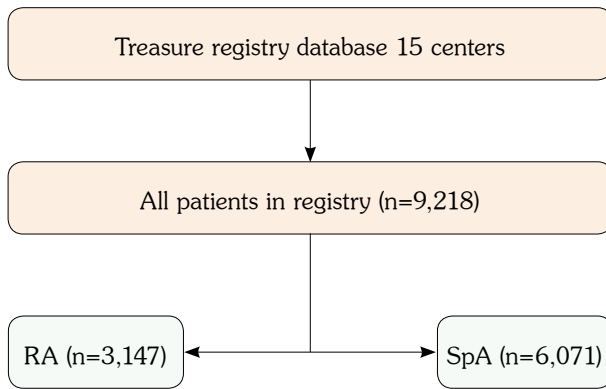 Treasure registry database 15 centers
All patients in registry (n=9,218)
RA (n=3,147)
SpA (n=6,071)